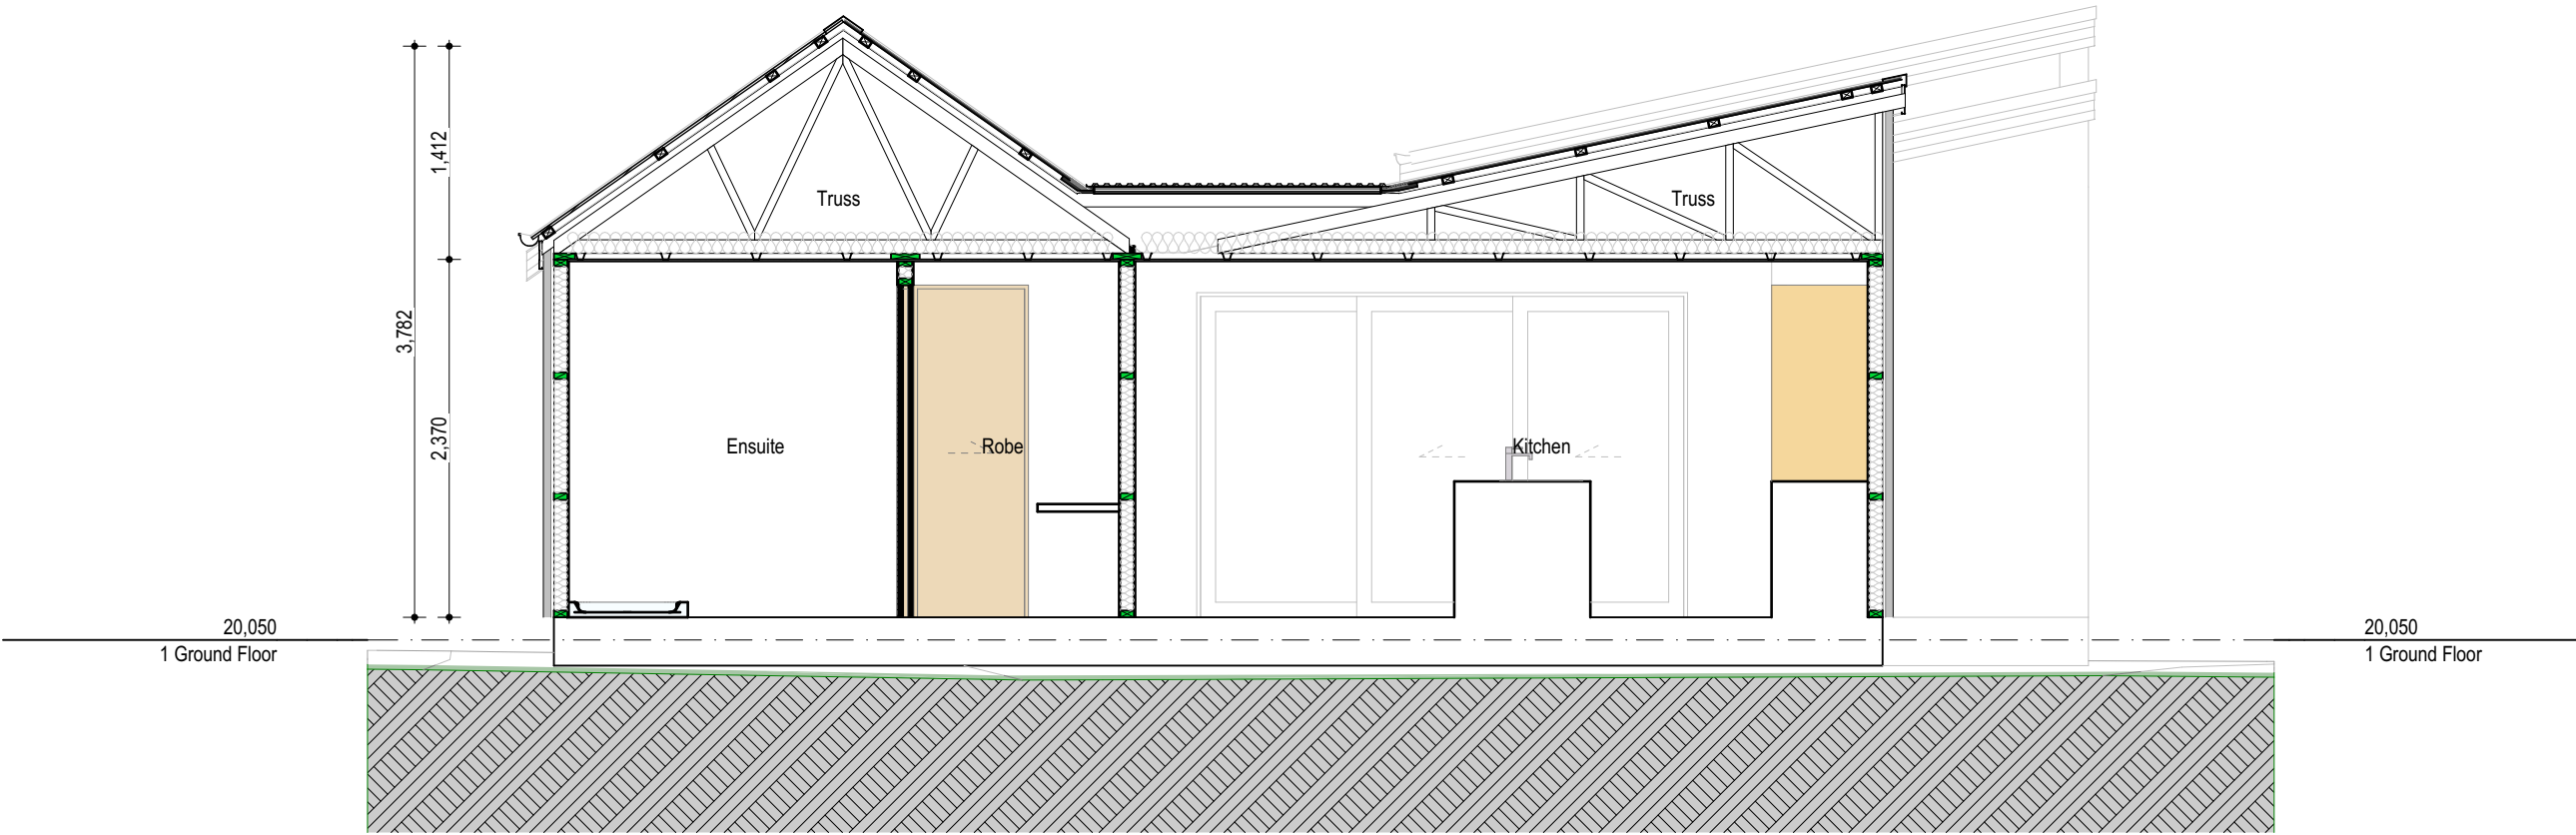 1,412
Truss
Truss
3,782
2,370
Ensuite
Robe
Kitchen
20,050
1 Ground Floor
20,050
1 Ground Floor